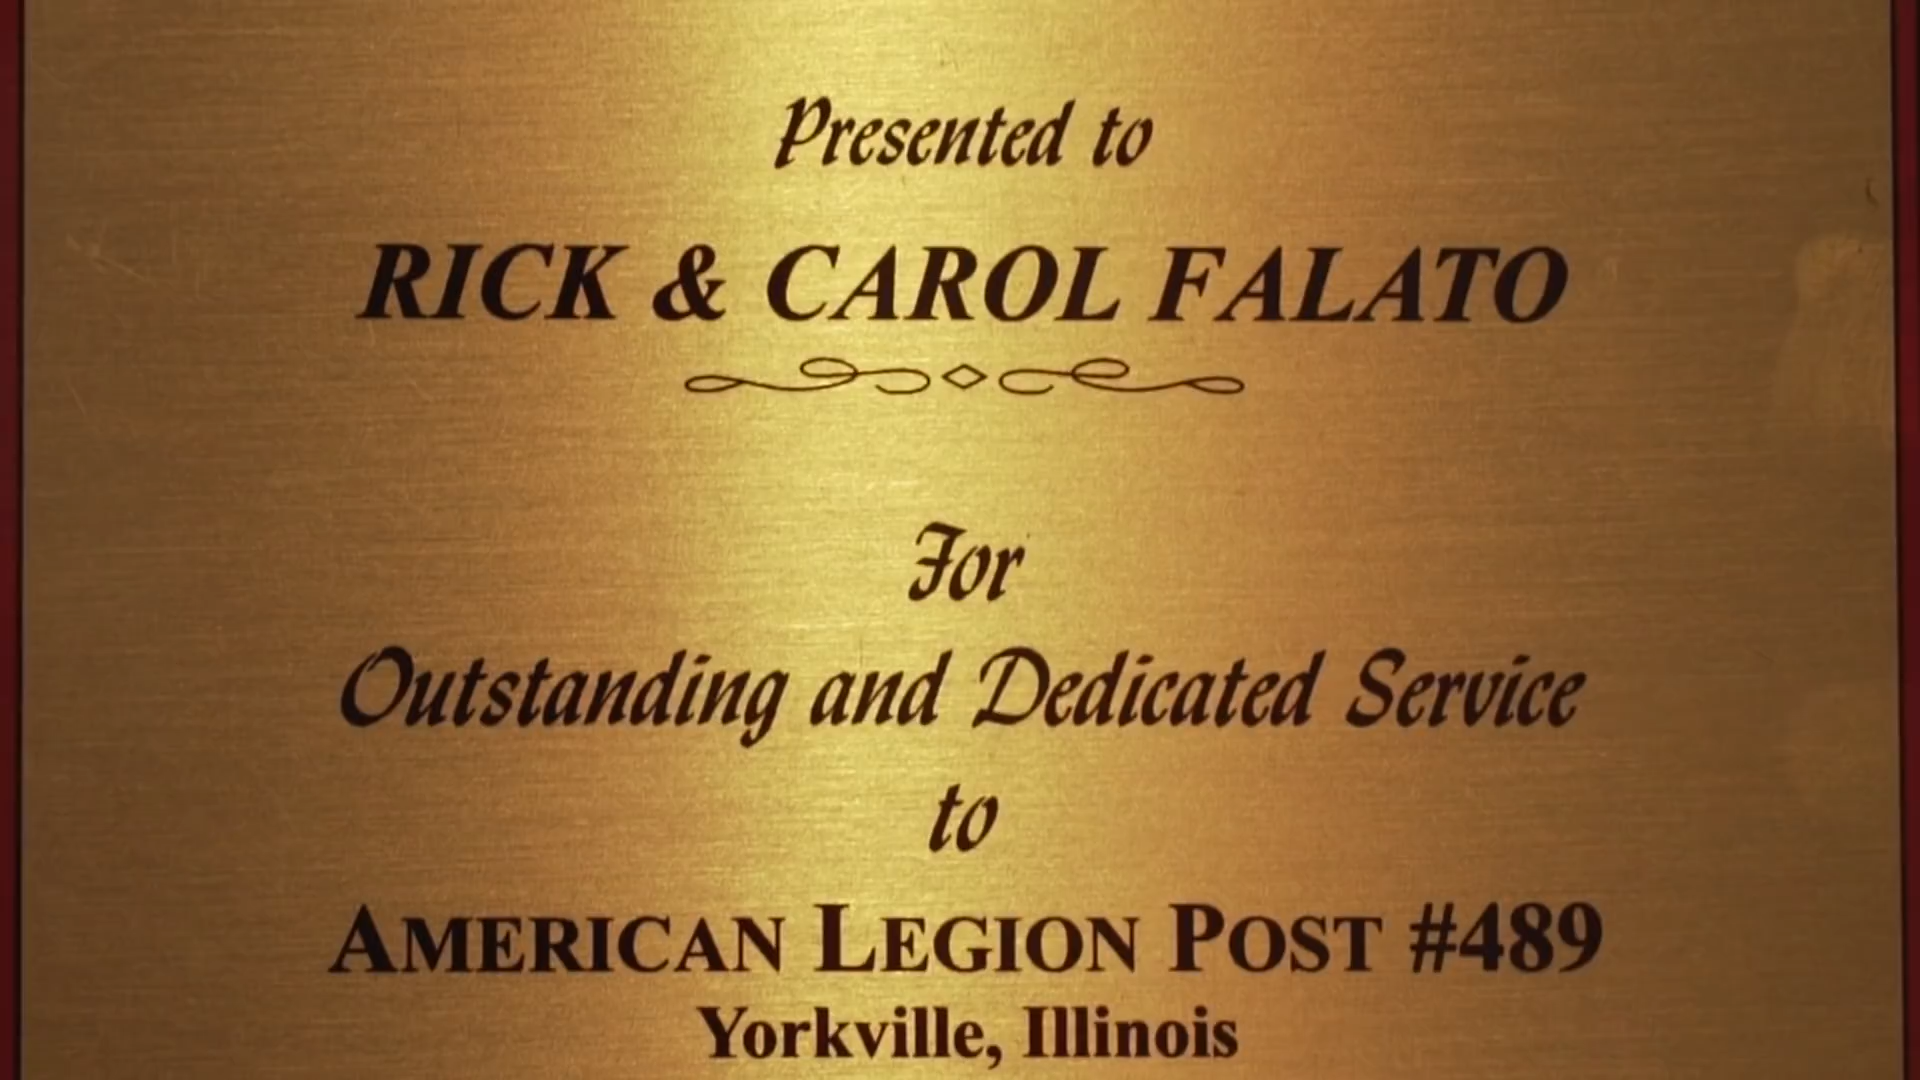 Presented to
RICK & CAROL FALATO
For
Outstanding and Dedicated Service
to
AMERICAN LEGION POST #489
Yorkville, Illinois